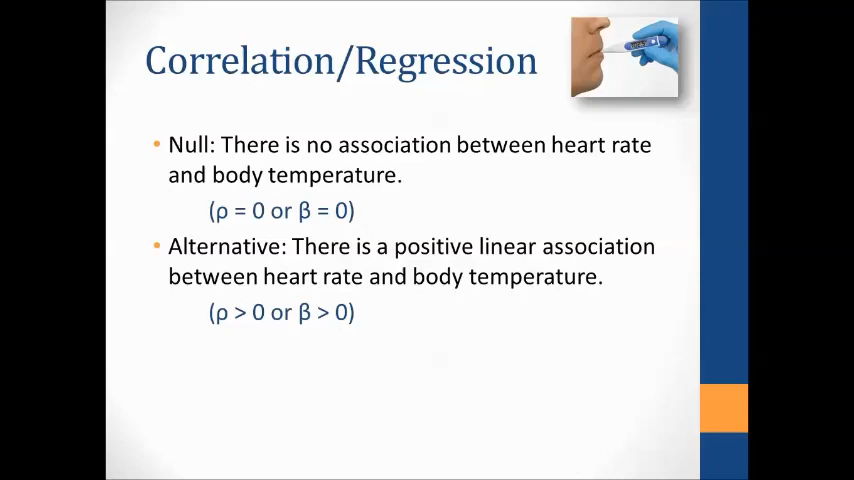 Correlation/Regression
• Null: There is no association between heart rate
and body temperature.
(ρ = 0 or β = 0)
• Alternative: There is a positive linear association
between heart rate and body temperature.
(ρ > 0 or β > 0)